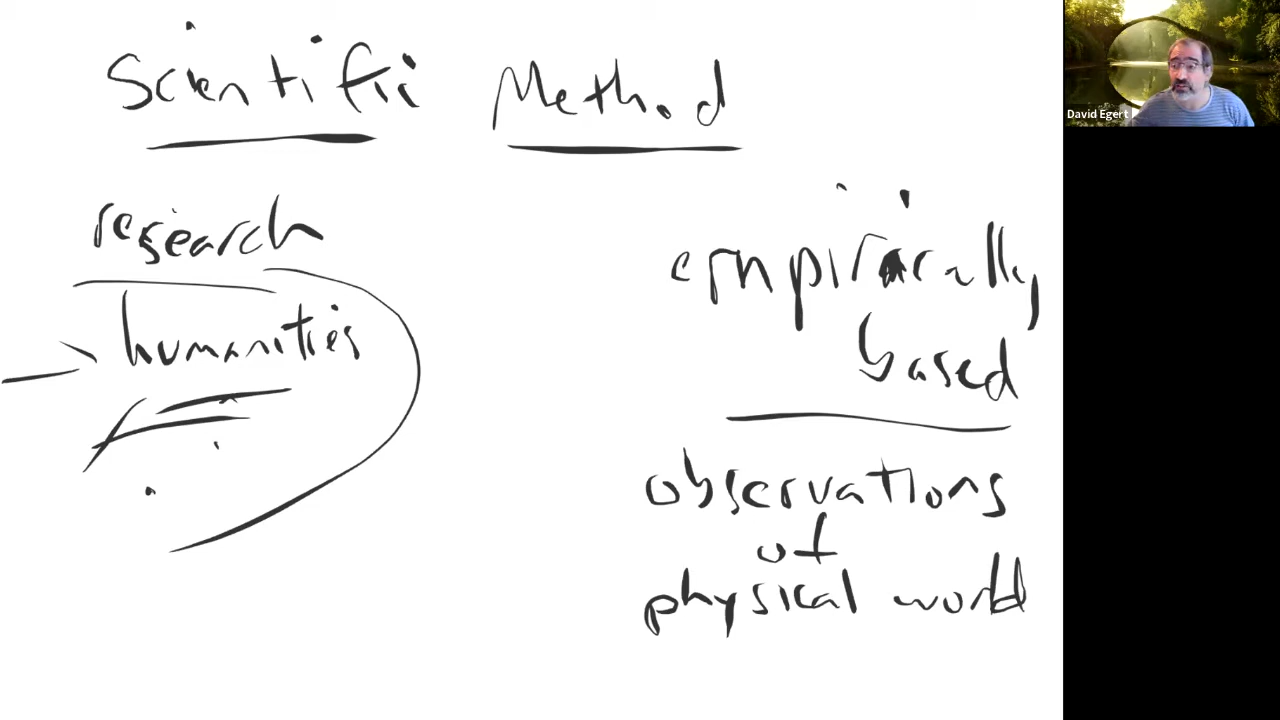 Scientific Method
research
humanities
empirically
based
observations
of
physical world
David Egert